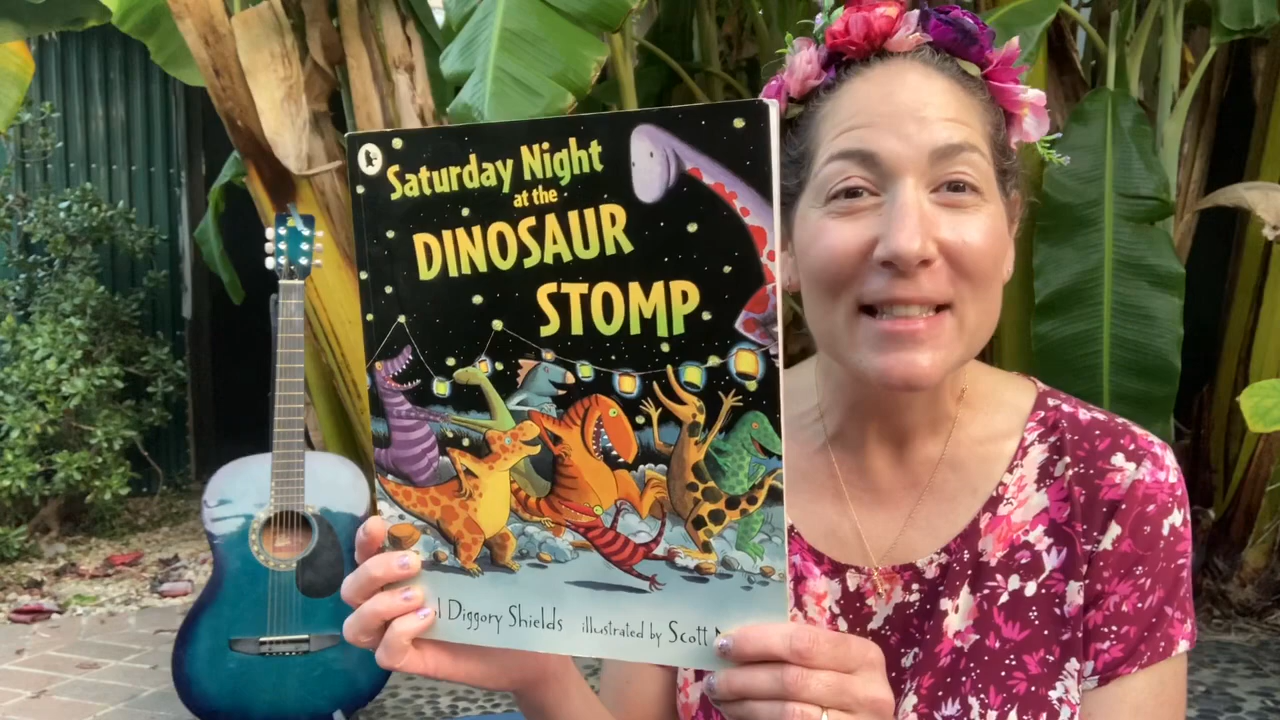 Saturday Night
at the
DINOSAUR
STOMP
Diggory Shields illustrated by Scott